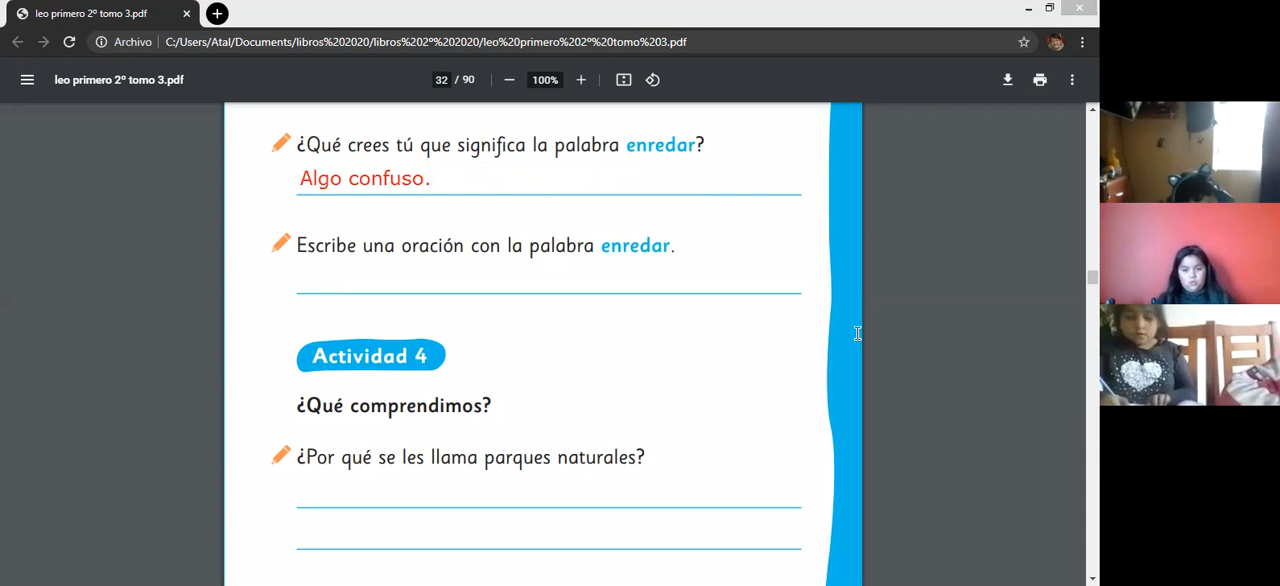 leo primero 2º tomo 3.pdf
Archivo C:/Users/Atal/Documents/libros%202020/libros%202º%202020/leo%20primero%202º%20tomo%203.pdf
leo primero 2º tomo 3.pdf
32 / 90
100%
¿Qué crees tú que significa la palabra enredar?
Algo confuso.
Escribe una oración con la palabra enredar.
Actividad 4
¿Qué comprendimos?
¿Por qué se les llama parques naturales?